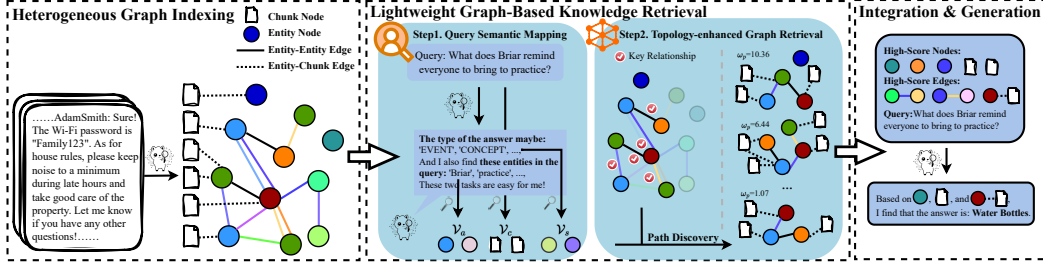 Heterogeneous Graph Indexing
Chunk Node
Entity Node
Entity-Entity Edge
Entity-Chunk Edge
……AdamSmith: Sure!
The Wi-Fi password is
"Family123". As for
house rules, please keep
noise to a minimum
during late hours and
take good care of the
property. Let me know
if you have any other
questions!……
Lightweight Graph-Based Knowledge Retrieval
Step1. Query Semantic Mapping
Query: What does Briar remind
everyone to bring to practice?
The type of the answer maybe:
'EVENT', 'CONCEPT', ...,
And I also find these entities in the
query: 'Briar', 'practice', ...,
These two tasks are easy for me!
𝒱a
𝒱c
𝒱s
Step2. Topology-enhanced Graph Retrieval
Key Relationship
Path Discovery
ωp=10.36
ωp=6.44
...
ωp=1.07
Integration & Generation
High-Score Nodes:
High-Score Edges:
Query:What does Briar remind
everyone to bring to practice?
Based on , , and .
I find that the answer is: Water Bottles.